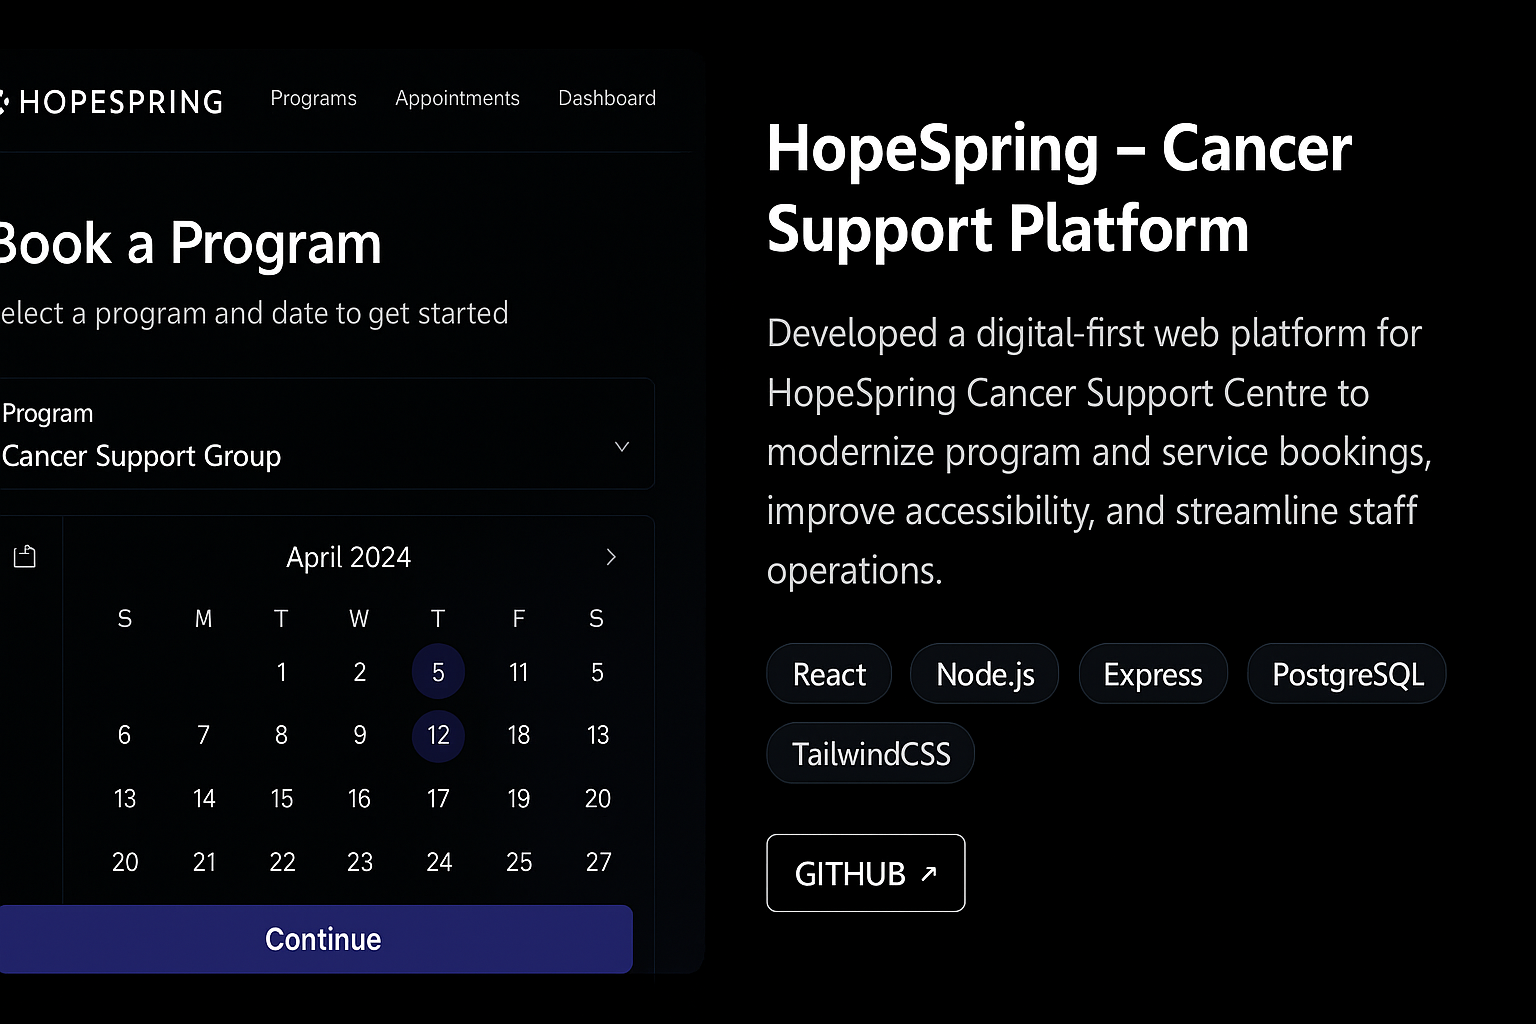 HOPESPRING Programs Appointments Dashboard
Book a Program
elect a program and date to get started
Program
Cancer Support Group
April 2024
S M T W T F S
1 2 5 11 5
6 7 8 9 12 18 13
13 14 15 16 17 19 20
20 21 22 23 24 25 27
Continue
HopeSpring – Cancer
Support Platform
Developed a digital-first web platform for
HopeSpring Cancer Support Centre to
modernize program and service bookings,
improve accessibility, and streamline staff
operations.
React Node.js Express PostgreSQL
TailwindCSS
GITHUB ↗